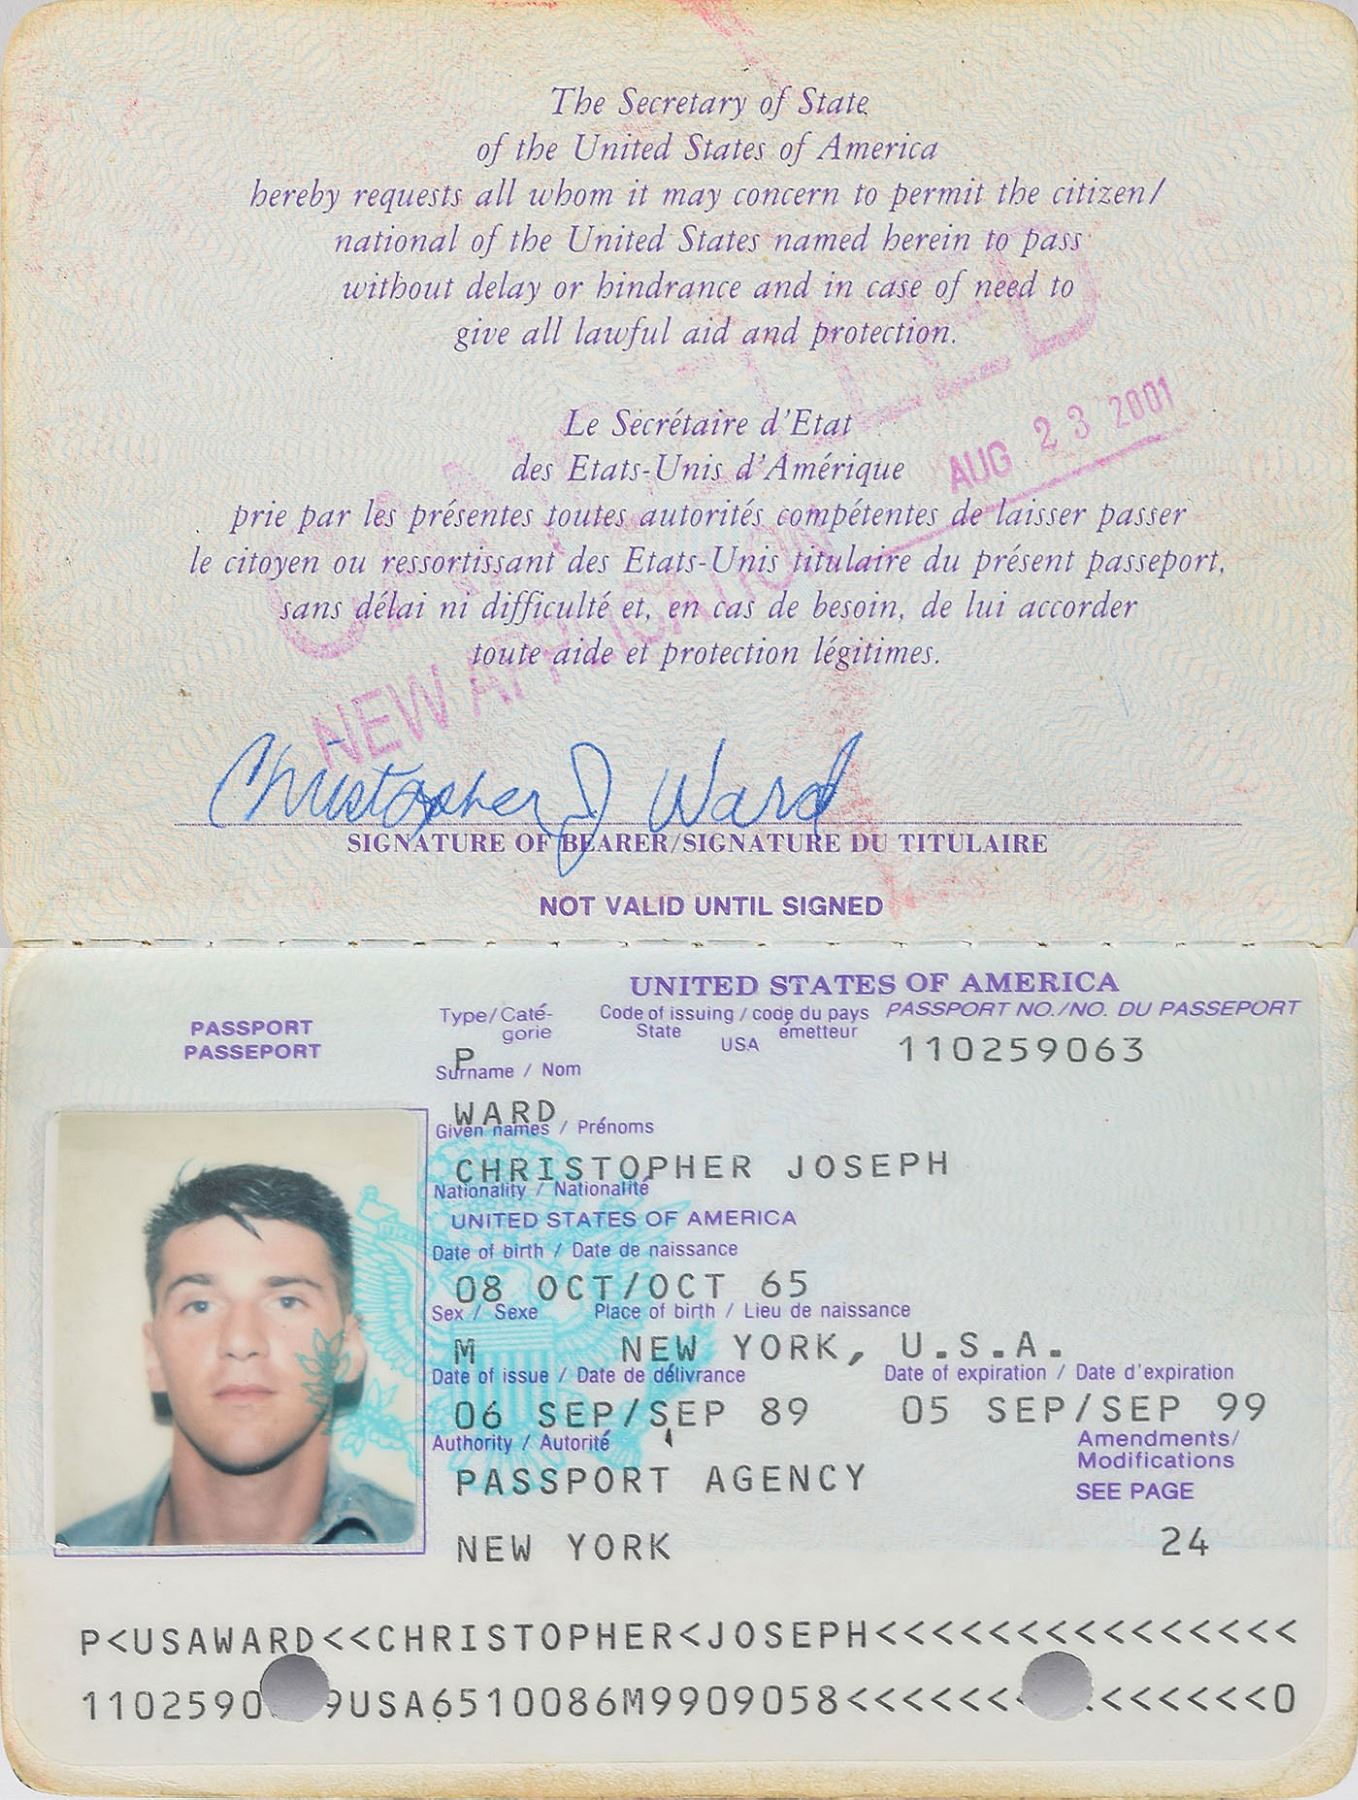 The Secretary of State
of the United States of America
hereby requests all whom it may concern to permit the citizen/
national of the United States named herein to pass
without delay or hindrance and in case of need to
give all lawful aid and protection.
Le Secrétaire d'Etat
des Etats-Unis d'Amérique
prie par les présentes toutes autorités compétentes de laisser passer
le citoyen ou ressortissant des Etats-Unis titulaire du présent passeport,
sans délai ni difficulté et, en cas de besoin, de lui accorder
toute aide et protection légitimes.
CANCELLED
AUG 23 2001
NEW APPLICATION
Christopher J Ward
SIGNATURE OF BEARER/SIGNATURE DU TITULAIRE
NOT VALID UNTIL SIGNED
UNITED STATES OF AMERICA
PASSPORT
PASSEPORT
Type/Caté-
gorie
P
Code of issuing / code du pays
State émetteur
USA
PASSPORT NO./NO. DU PASSEPORT
110259063
Surname / Nom
WARD
Given names / Prénoms
CHRISTOPHER JOSEPH
Nationality / Nationalité
UNITED STATES OF AMERICA
Date of birth / Date de naissance
08 OCT/OCT 65
Sex / Sexe Place of birth / Lieu de naissance
M NEW YORK, U.S.A.
Date of issue / Date de délivrance Date of expiration / Date d'expiration
06 SEP/SEP 89 05 SEP/SEP 99
Authority / Autorité
PASSPORT AGENCY
NEW YORK
Amendments/
Modifications
SEE PAGE
24
P<USAWARD<<CHRISTOPHER<JOSEPH<<<<<<<<<<<<<<<
1102590 9USA6510086M9909058<<<<<< <<<<<<0